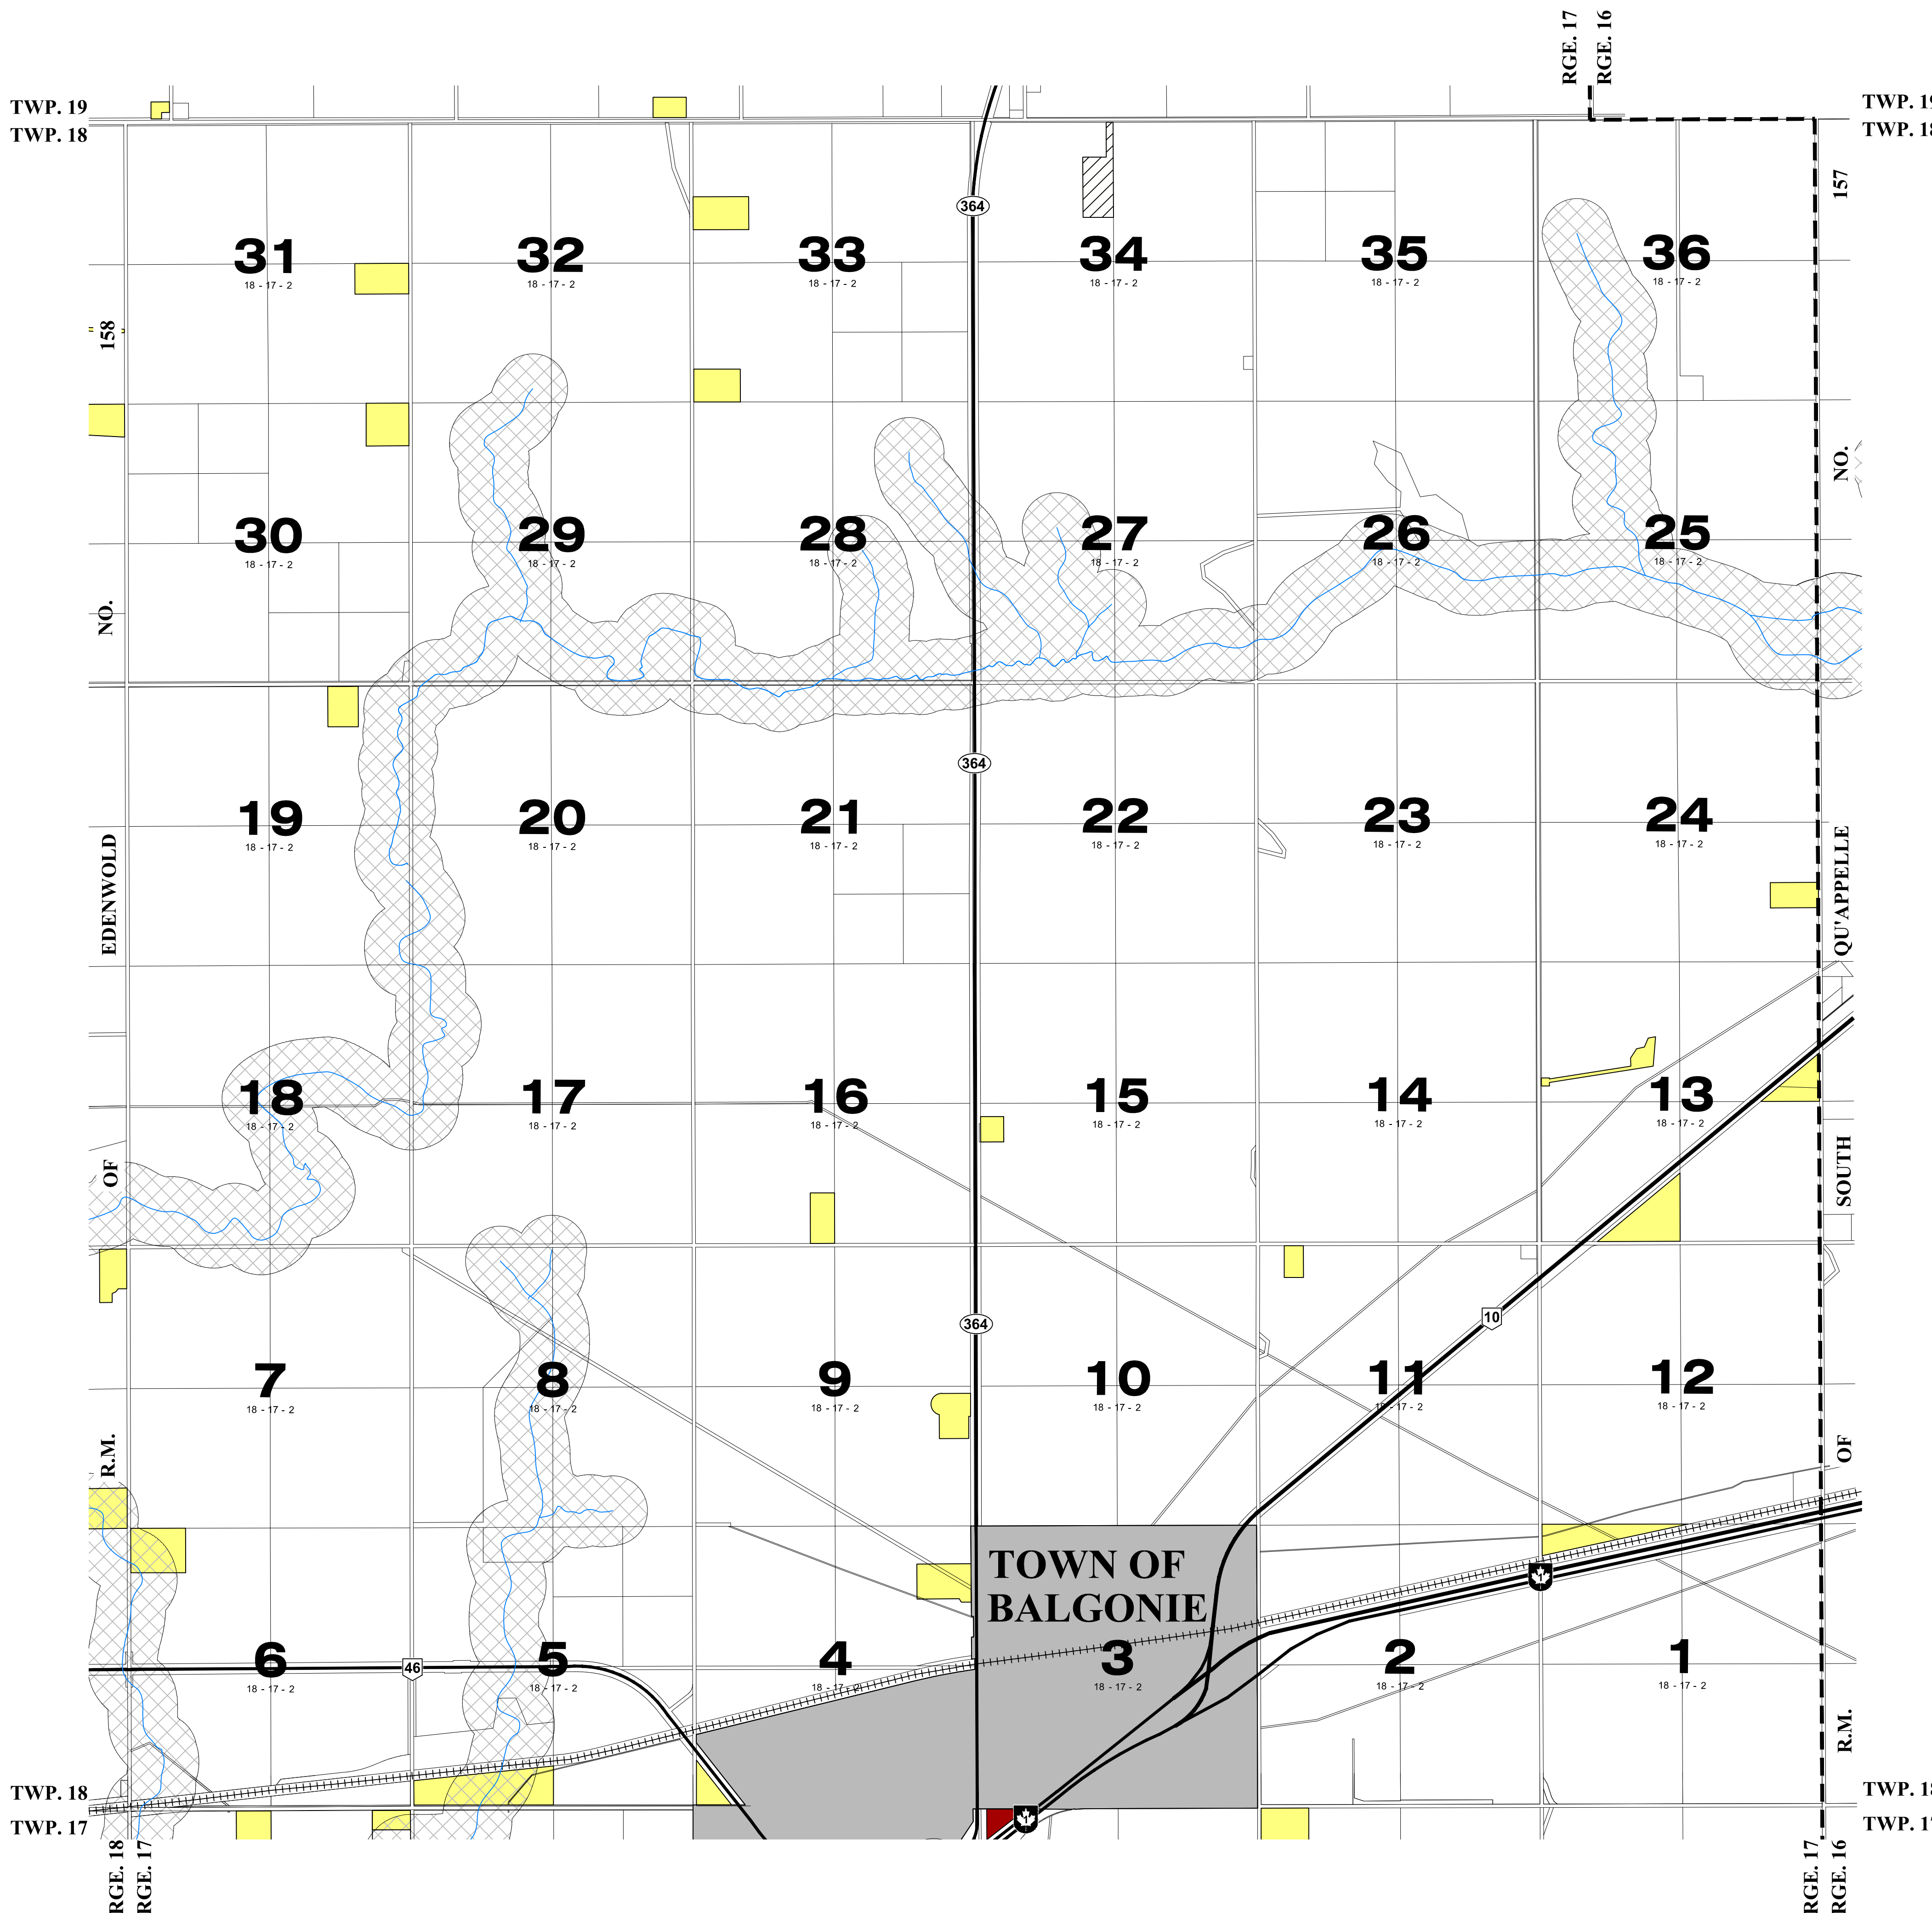 RGE. 17
RGE. 16
TWP. 19
TWP. 19
TWP. 18
TWP. 18
157
364
31
18 - 17 - 2
32
18 - 17 - 2
33
18 - 17 - 2
34
18 - 17 - 2
35
18 - 17 - 2
36
18 - 17 - 2
158
NO.
30
18 - 17 - 2
29
18 - 17 - 2
28
18 - 17 - 2
27
18 - 17 - 2
26
18 - 17 - 2
25
18 - 17 - 2
NO.
364
19
18 - 17 - 2
20
18 - 17 - 2
21
18 - 17 - 2
22
18 - 17 - 2
23
18 - 17 - 2
24
18 - 17 - 2
EDENWOLD
QU'APPELLE
18
18 - 17 - 2
17
18 - 17 - 2
16
18 - 17 - 2
15
18 - 17 - 2
14
18 - 17 - 2
13
18 - 17 - 2
OF
SOUTH
364
10
7
18 - 17 - 2
8
18 - 17 - 2
9
18 - 17 - 2
10
18 - 17 - 2
11
18 - 17 - 2
12
18 - 17 - 2
R.M.
OF
TOWN OF
BALGONIE
1
6
18 - 17 - 2
46
5
18 - 17 - 2
4
18 - 17 - 2
3
18 - 17 - 2
2
18 - 17 - 2
1
18 - 17 - 2
R.M.
TWP. 18
TWP. 18
TWP. 17
TWP. 17
1
RGE. 18
RGE. 17
RGE. 17
RGE. 16